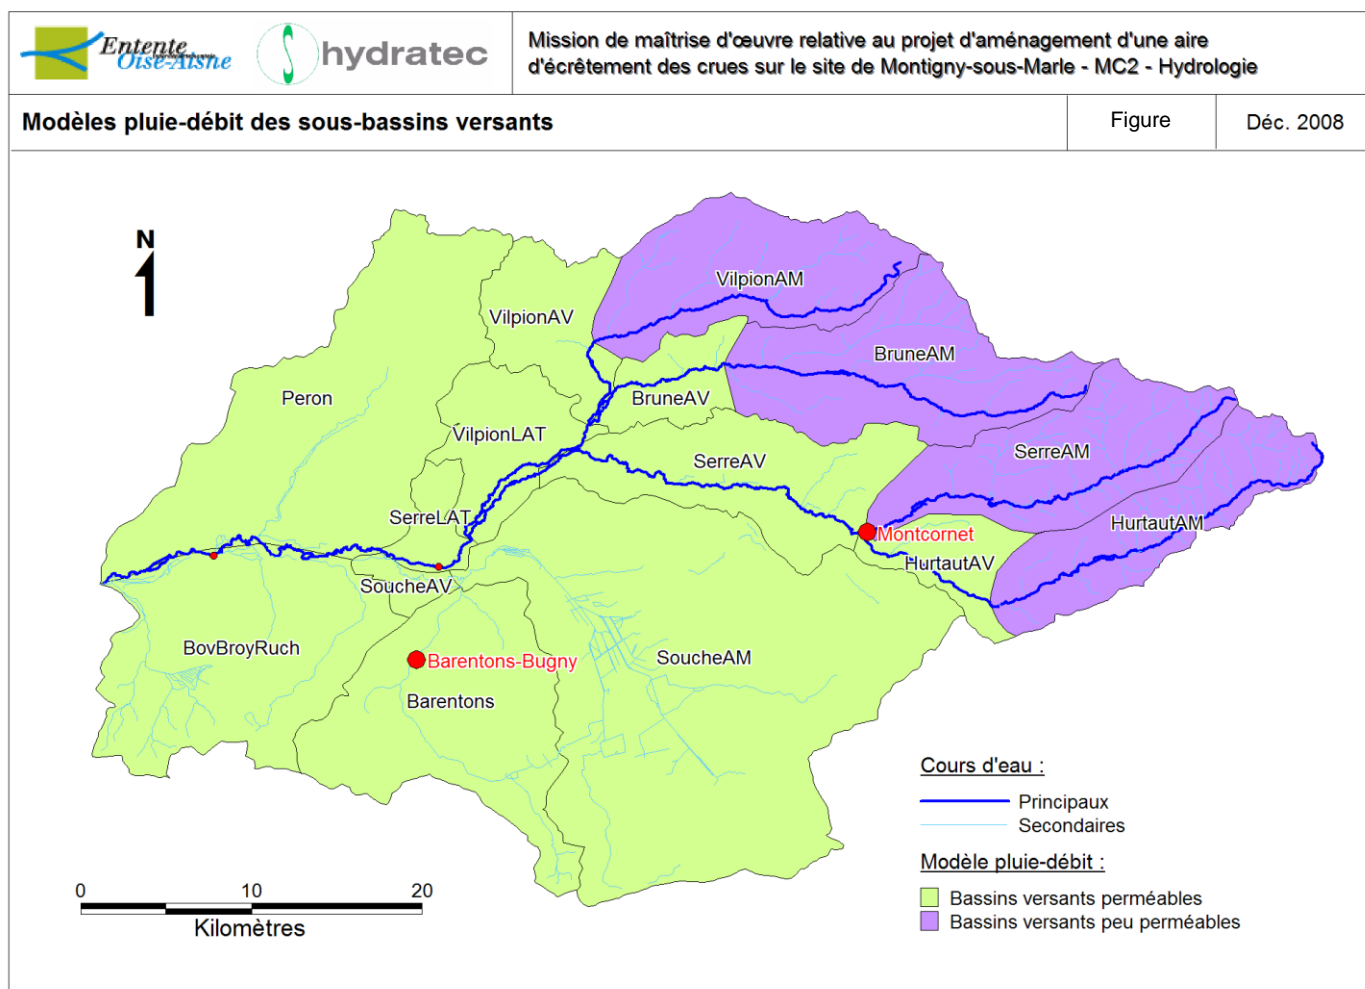 Entente
Oise-Aisne
hydratec
Mission de maîtrise d'œuvre relative au projet d'aménagement d'une aire
d'écrêtement des crues sur le site de Montigny-sous-Marle - MC2 - Hydrologie
Modèles pluie-débit des sous-bassins versants
Figure
Déc. 2008
N
VilpionAM
VilpionAV
BruneAM
Peron
BruneAV
VilpionLAT
SerreAV
SerreAM
SerreLAT
HurtautAM
Montcornet
HurtautAV
SoucheAV
BovBroyRuch
SoucheAM
Barentons-Bugny
Barentons
Cours d'eau :
Principaux
Secondaires
Modèle pluie-débit :
Bassins versants perméables
Bassins versants peu perméables
0 10 20
Kilomètres